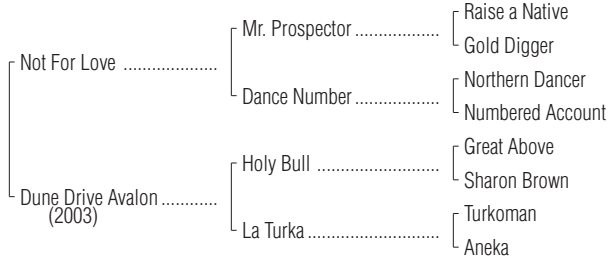 Raise a Native
Mr. Prospector ..................
Gold Digger
Not For Love ....................
Northern Dancer
Dance Number ..................
Numbered Account
Great Above
Holy Bull ..........................
Sharon Brown
Dune Drive Avalon ............
(2003)
Turkoman
La Turka ............................
Aneka